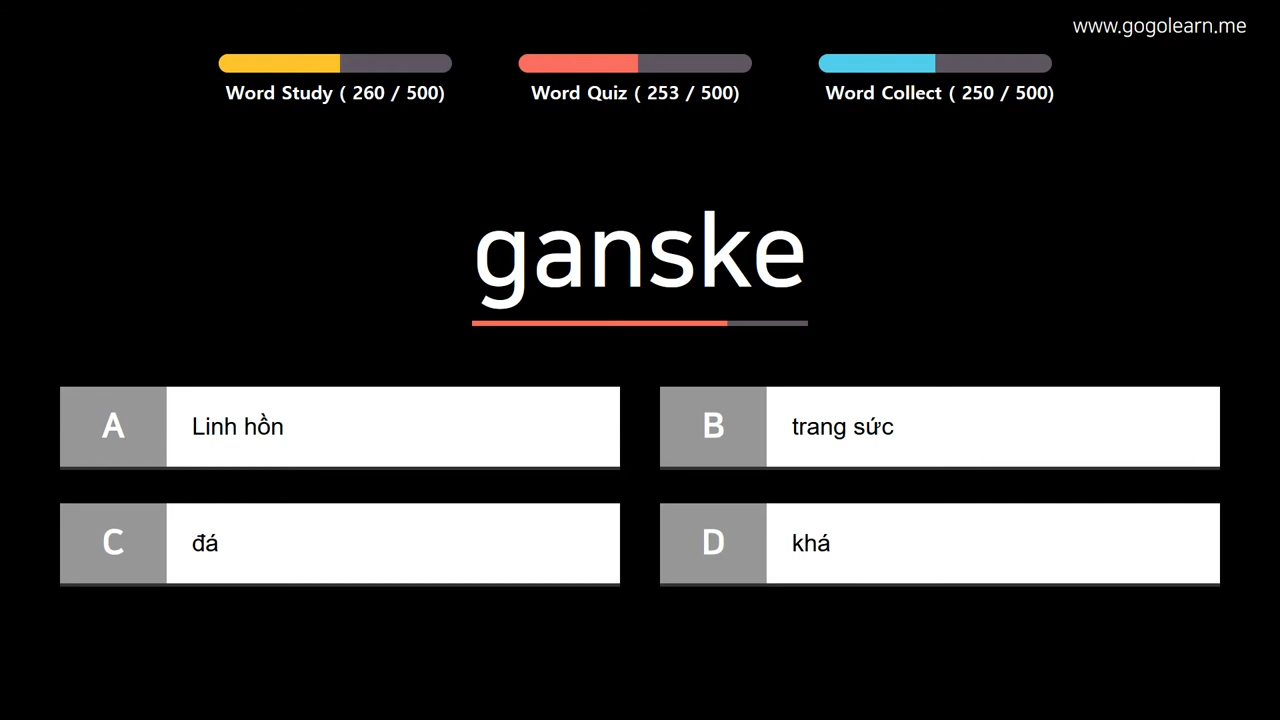 www.gogolearn.me
Word Study ( 260 / 500)
Word Quiz ( 253 / 500)
Word Collect ( 250 / 500)
ganske
A
Linh hồn
B
trang sức
C
đá
D
khá